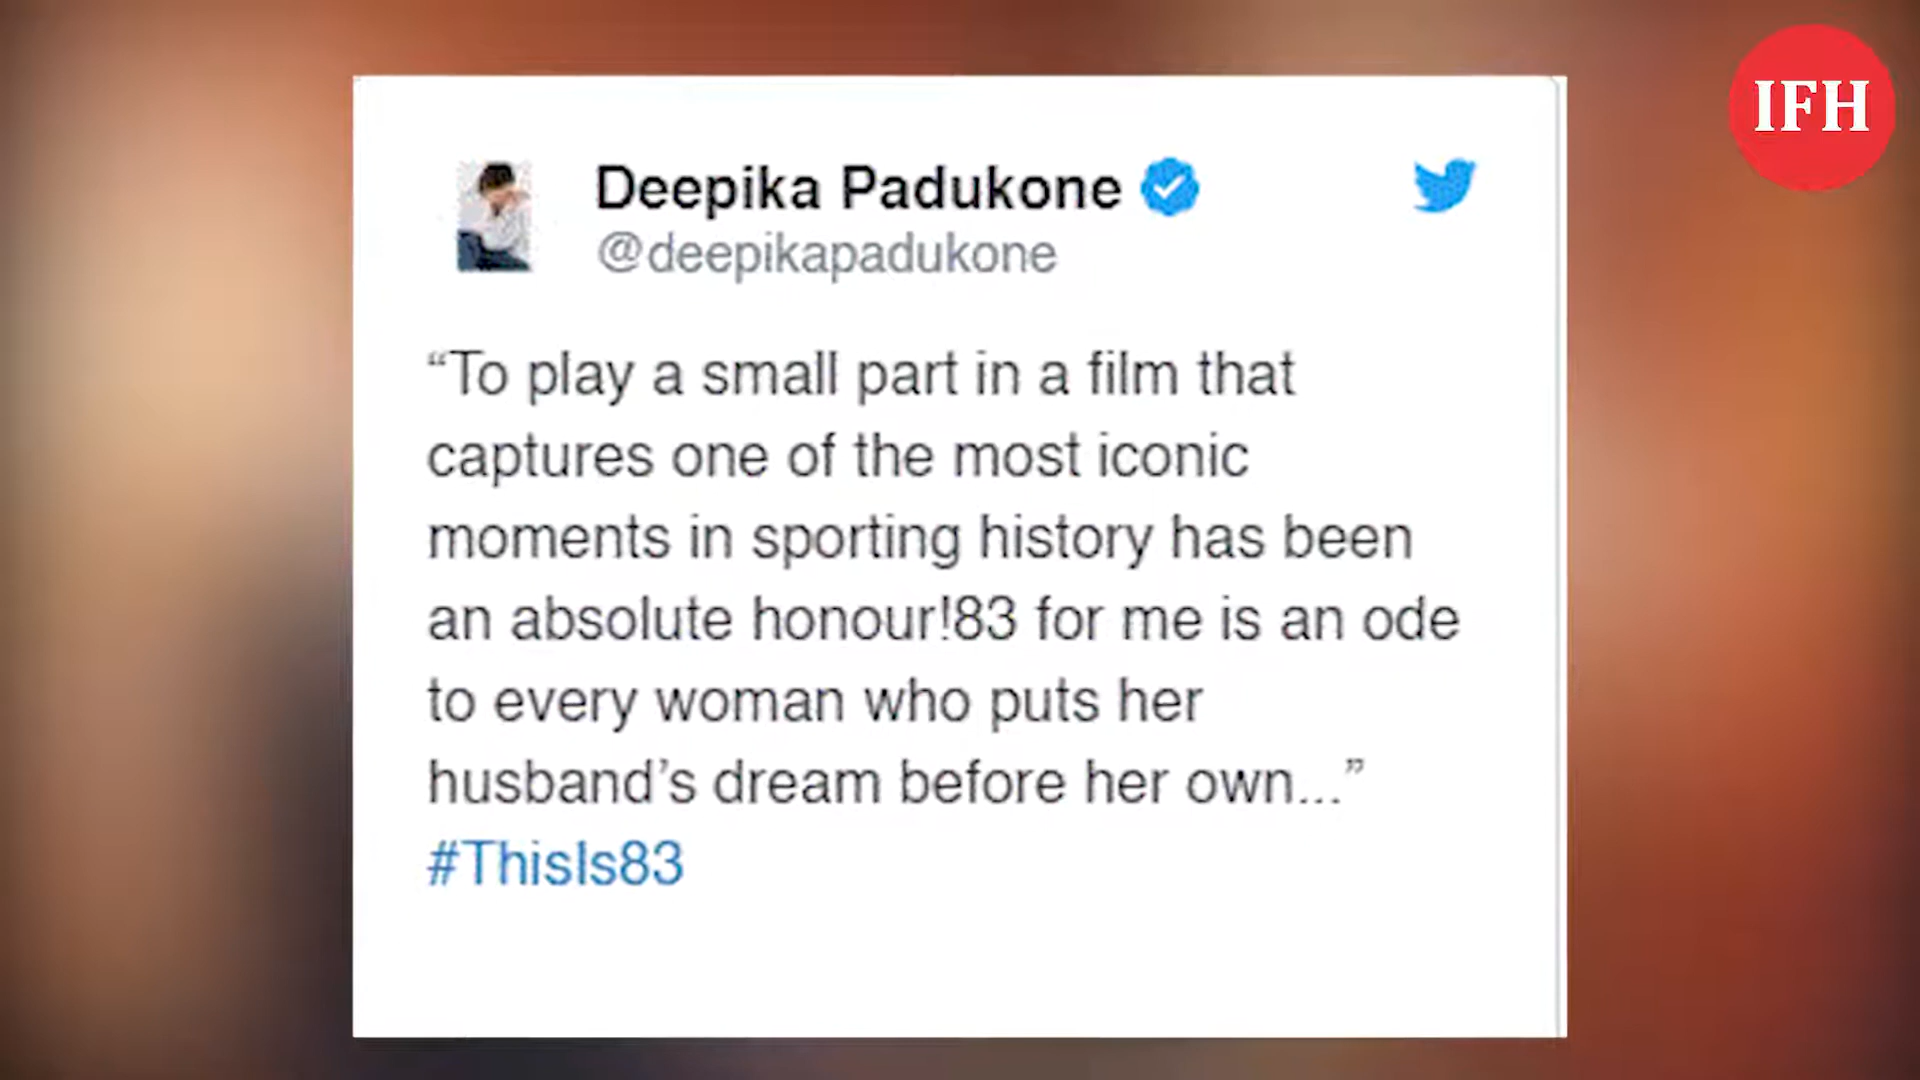 IFH
Deepika Padukone
@deepikapadukone
“To play a small part in a film that
captures one of the most iconic
moments in sporting history has been
an absolute honour!83 for me is an ode
to every woman who puts her
husband’s dream before her own...”
#ThisIs83